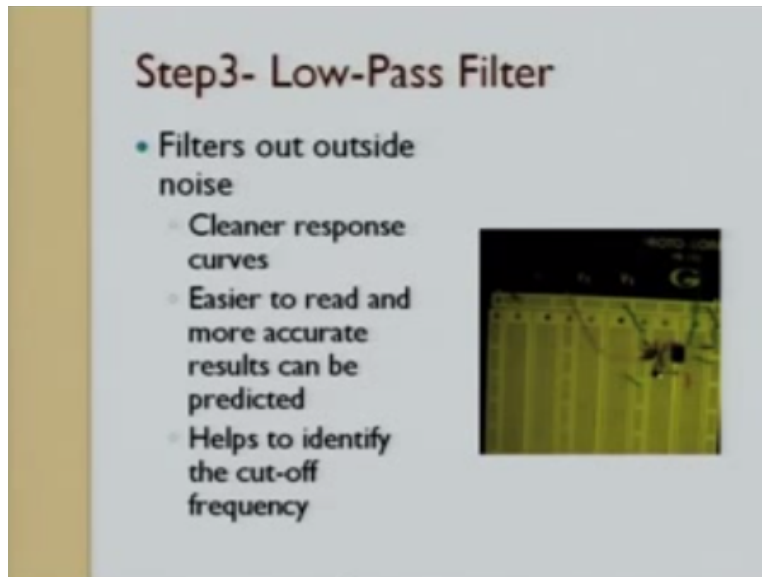 Step3- Low-Pass Filter
Filters out outside
noise
Cleaner response
curves
Easier to read and
more accurate
results can be
predicted
Helps to identify
the cut-off
frequency